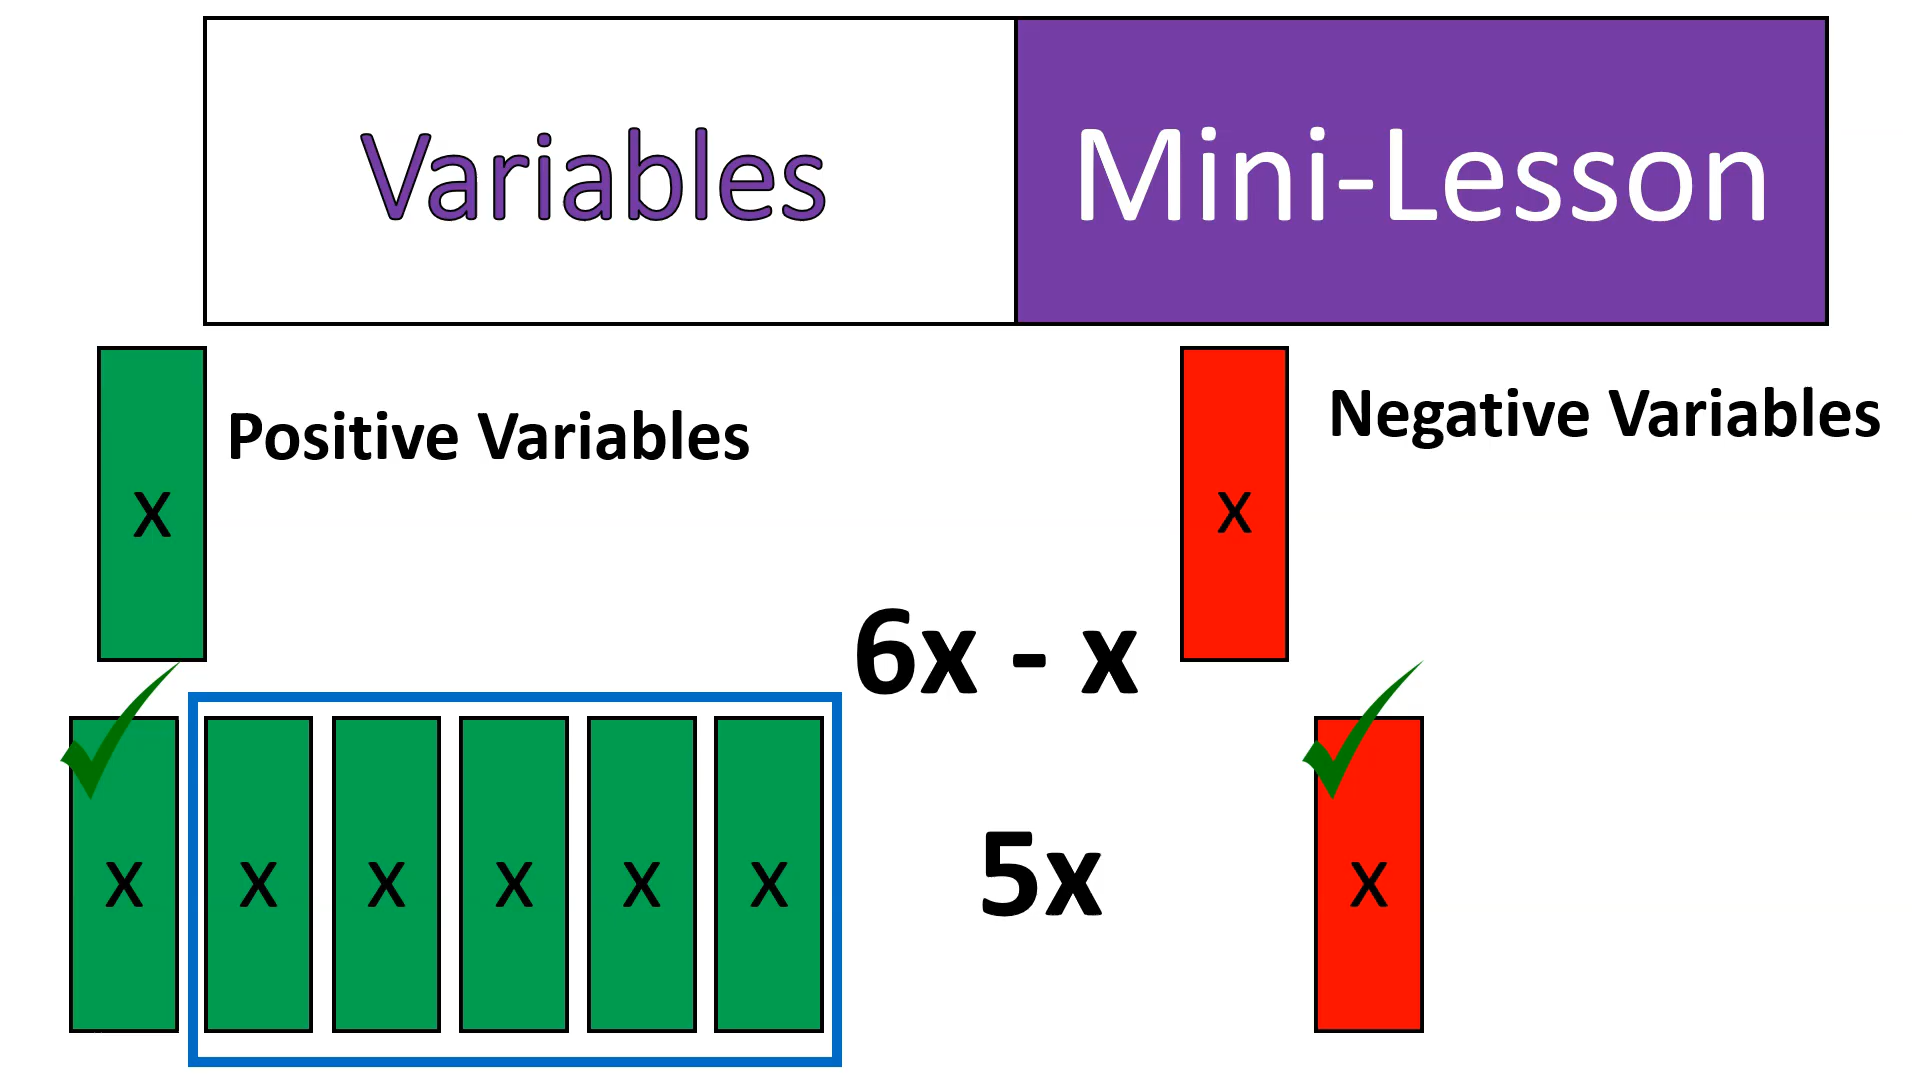 Variables
Mini-Lesson
Positive Variables
Negative Variables
x
x
6x - x
x x x x x x
5x
x